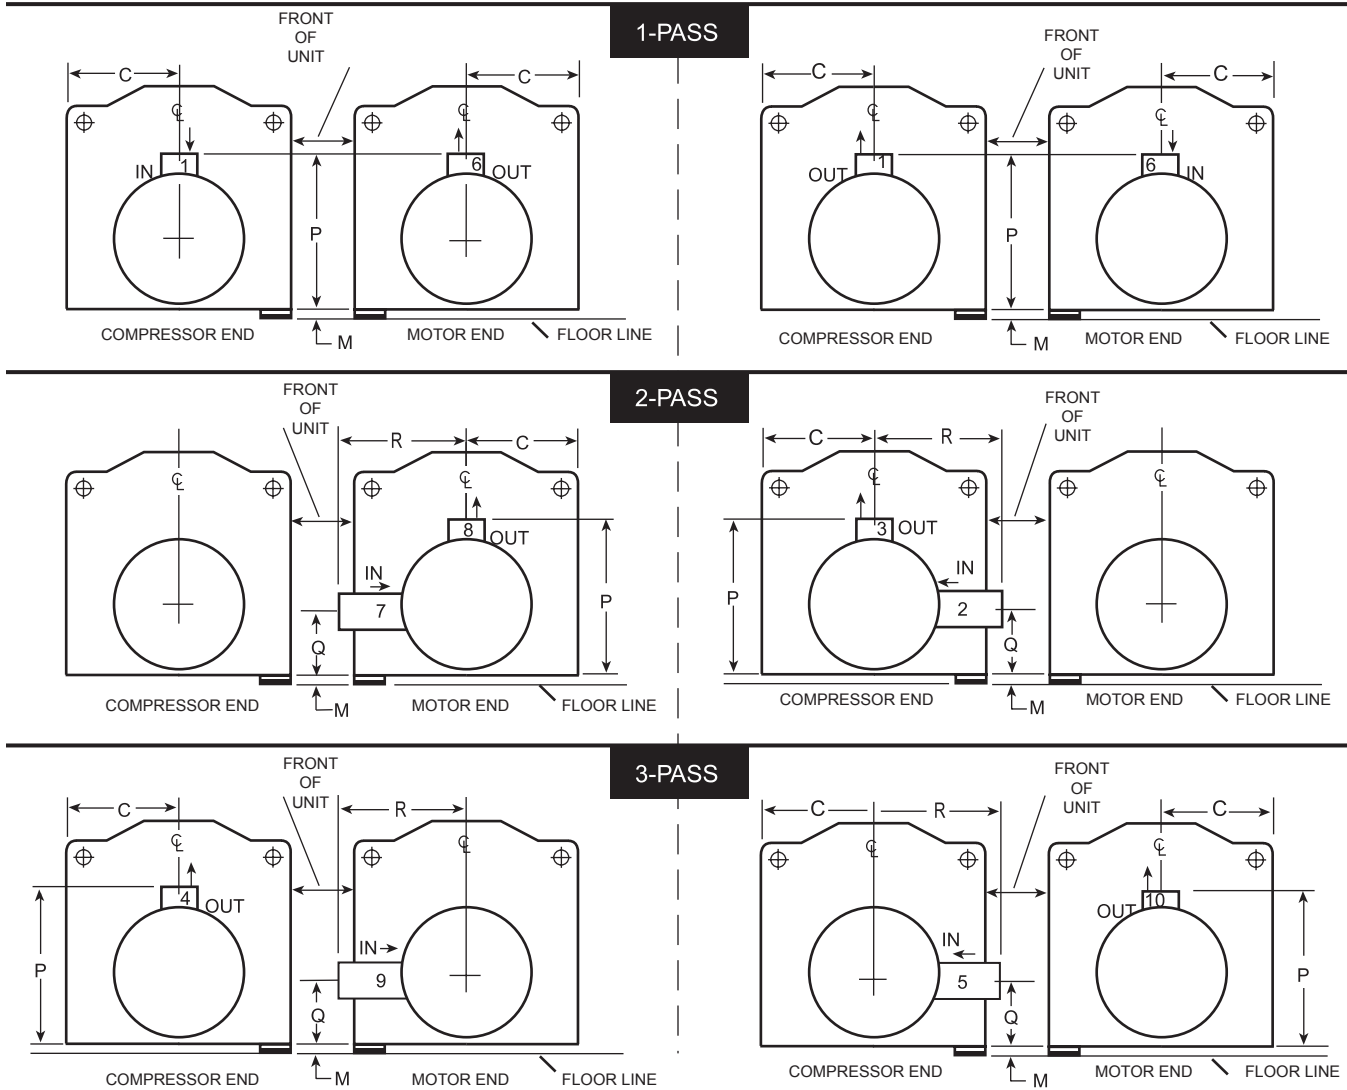 1-PASS
FRONT
OF
UNIT
C
C
℄
℄
IN
1
6
OUT
P
COMPRESSOR END
MOTOR END
FLOOR LINE
M
FRONT
OF
UNIT
C
C
℄
℄
OUT
1
6
IN
P
COMPRESSOR END
MOTOR END
FLOOR LINE
M
2-PASS
FRONT
OF
UNIT
R
C
℄
℄
8
OUT
IN
7
P
Q
COMPRESSOR END
MOTOR END
FLOOR LINE
M
FRONT
OF
UNIT
C
R
℄
℄
3
OUT
IN
2
P
Q
COMPRESSOR END
MOTOR END
FLOOR LINE
M
3-PASS
FRONT
OF
UNIT
C
R
℄
℄
4
OUT
IN
9
P
Q
COMPRESSOR END
MOTOR END
FLOOR LINE
M
FRONT
OF
UNIT
C
R
C
℄
℄
OUT
10
IN
5
P
Q
COMPRESSOR END
MOTOR END
FLOOR LINE
M